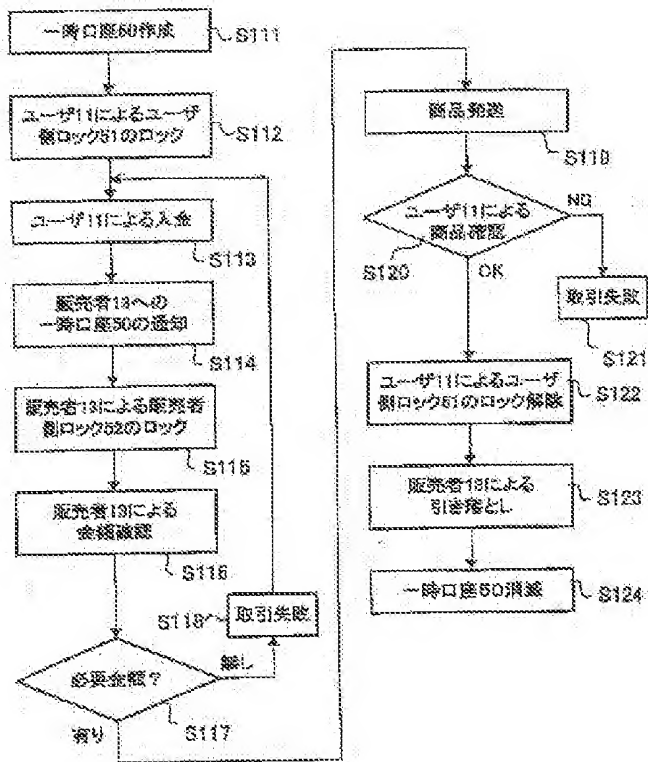 一時口座50作成
S111
ユーザ11によるユーザ
側ロック51のロック
S112
ユーザ11による入金
S113
販売者13への
一時口座50の通知
S114
販売者13による販売者
側ロック52のロック
S115
販売者13による
金額確認
S116
必要金額?
S117
無し
有り
取引失敗
S118
商品発送
S119
ユーザ11による
商品確認
S120
NG
OK
取引失敗
S121
ユーザ11によるユーザ
側ロック51のロック解除
S122
販売者13による
引き落とし
S123
一時口座50消滅
S124